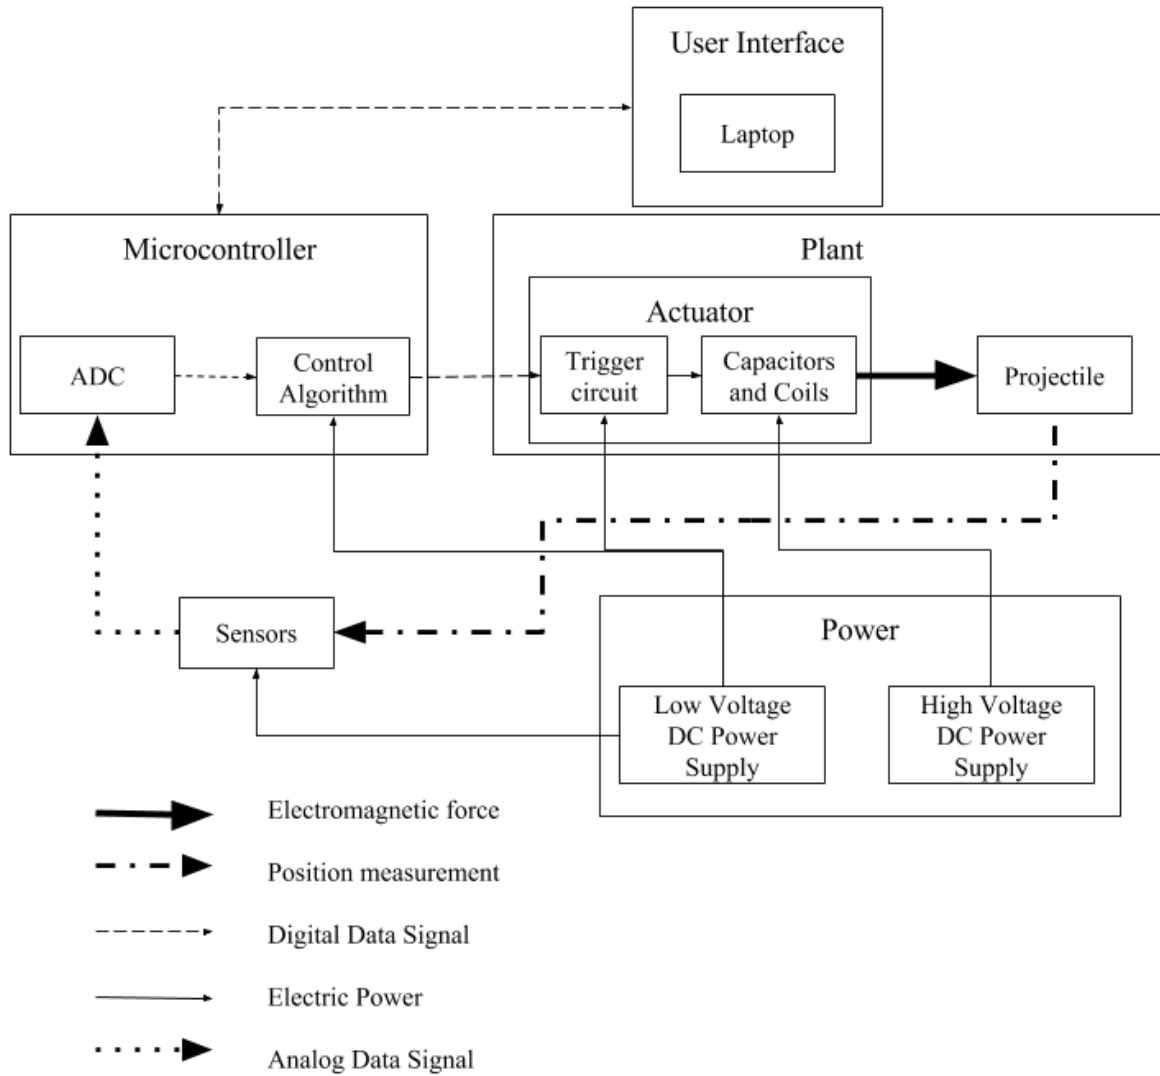 User Interface
Laptop
Microcontroller
Plant
Actuator
ADC
Control
Algorithm
Trigger
circuit
Capacitors
and Coils
Projectile
Sensors
Power
Low Voltage
DC Power
Supply
High Voltage
DC Power
Supply
Electromagnetic force
Position measurement
Digital Data Signal
Electric Power
Analog Data Signal